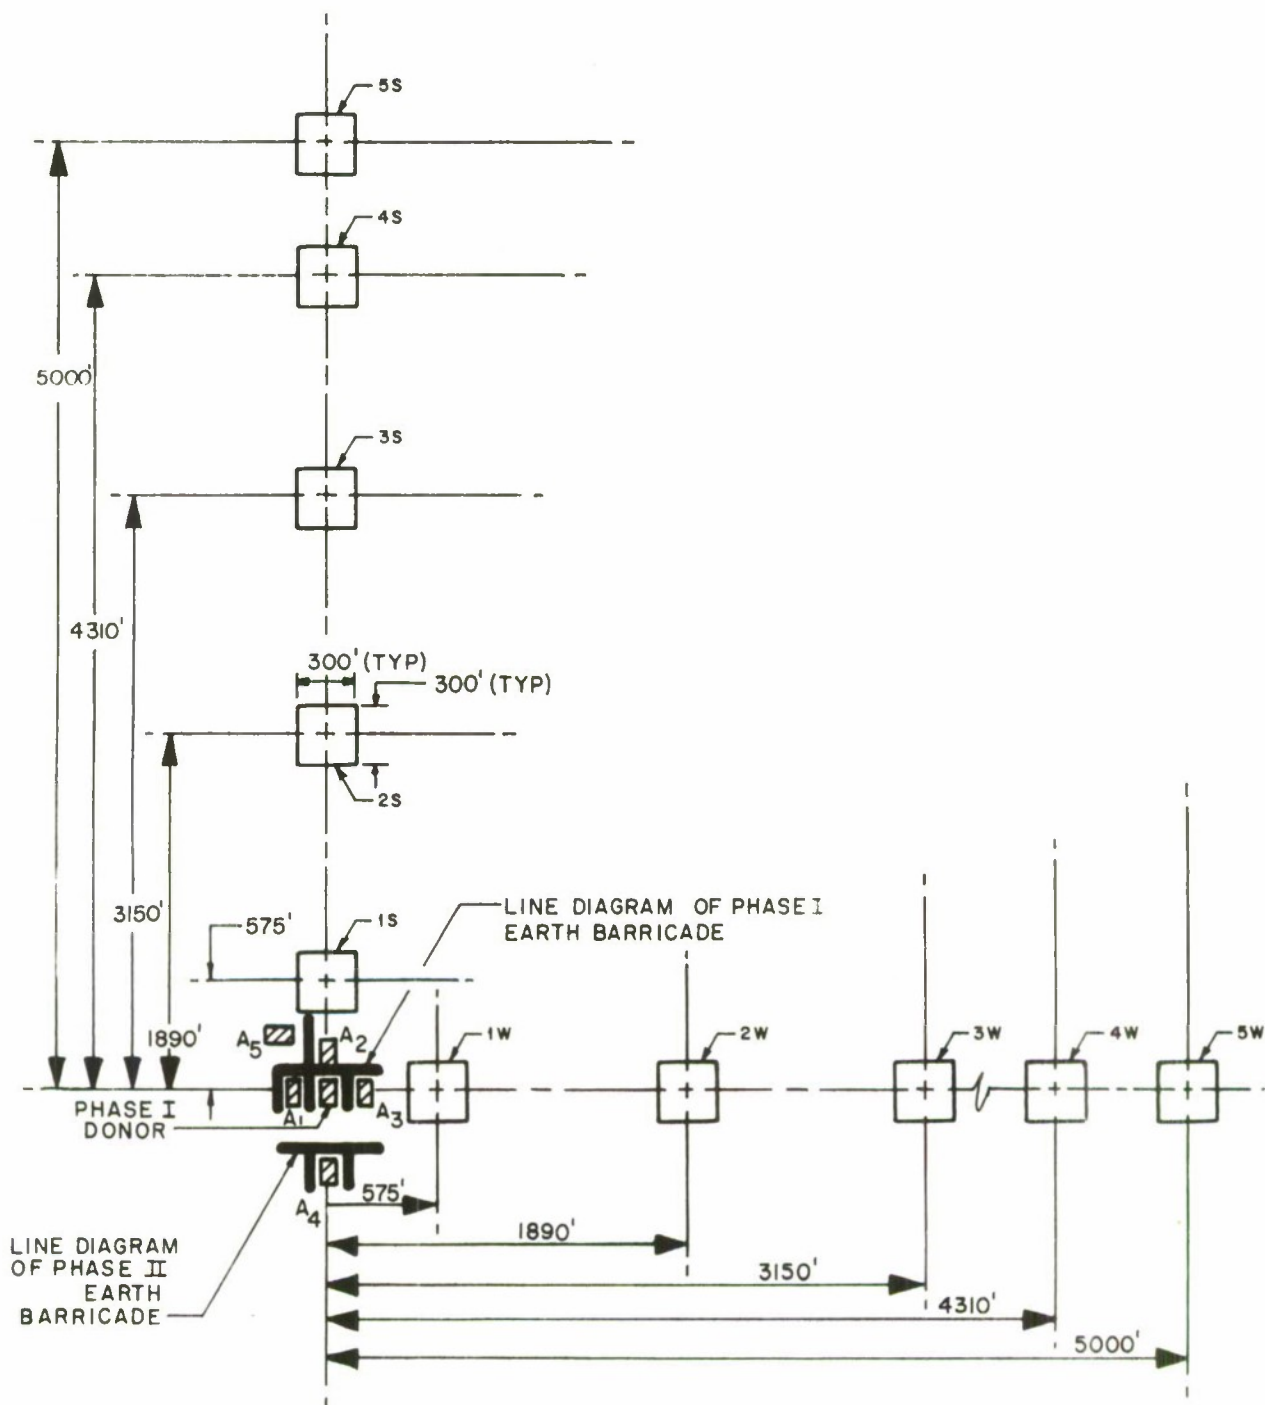 5S
4S
5000'
3S
4310'
300' (TYP)
300' (TYP)
2S
3150'
575'
LINE DIAGRAM OF PHASE I
EARTH BARRICADE
1S
1890'
A5
A2
1W
2W
3W
4W
5W
PHASE I
DONOR
A1
A3
575'
A4
1890'
LINE DIAGRAM
OF PHASE II
EARTH
BARRICADE
3150'
4310'
5000'